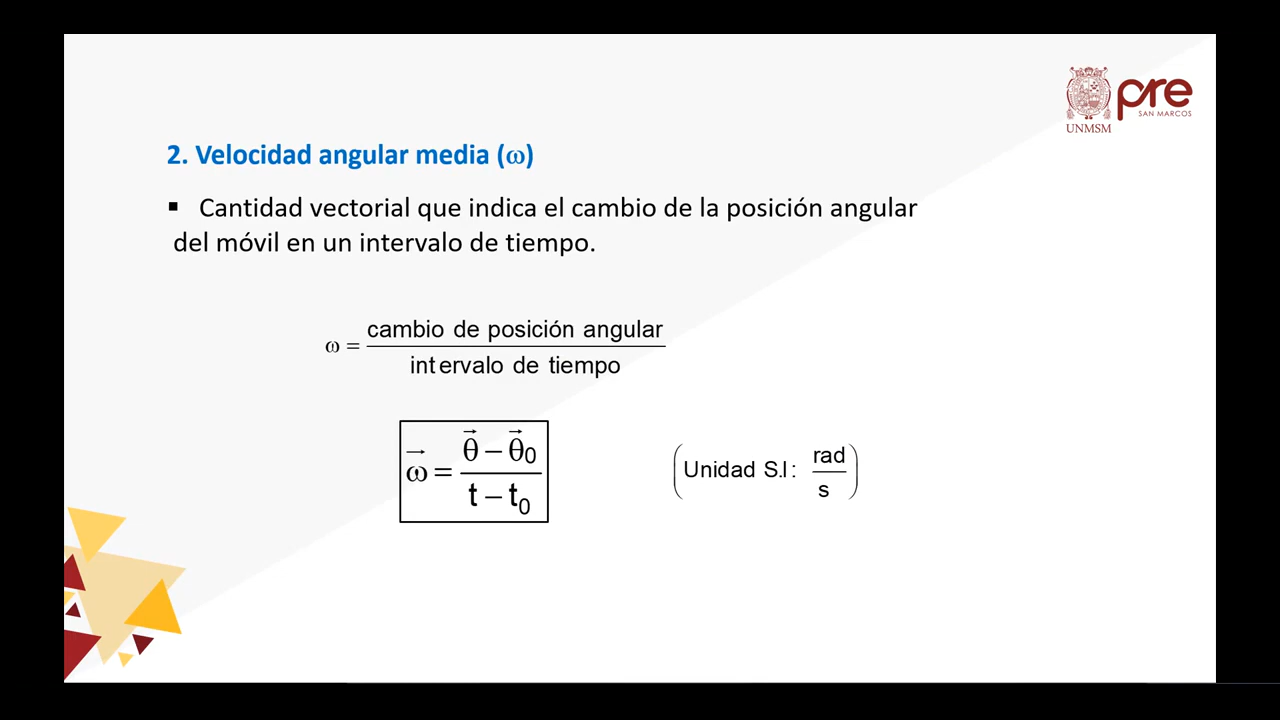 UNMSM
pre
SAN MARCOS
2. Velocidad angular media (ω)
▪ Cantidad vectorial que indica el cambio de la posición angular
del móvil en un intervalo de tiempo.
ω = cambio de posición angular
intervalo de tiempo
ω⃗ = θ⃗ − θ⃗₀
t − t₀
(Unidad S.I: rad
s)